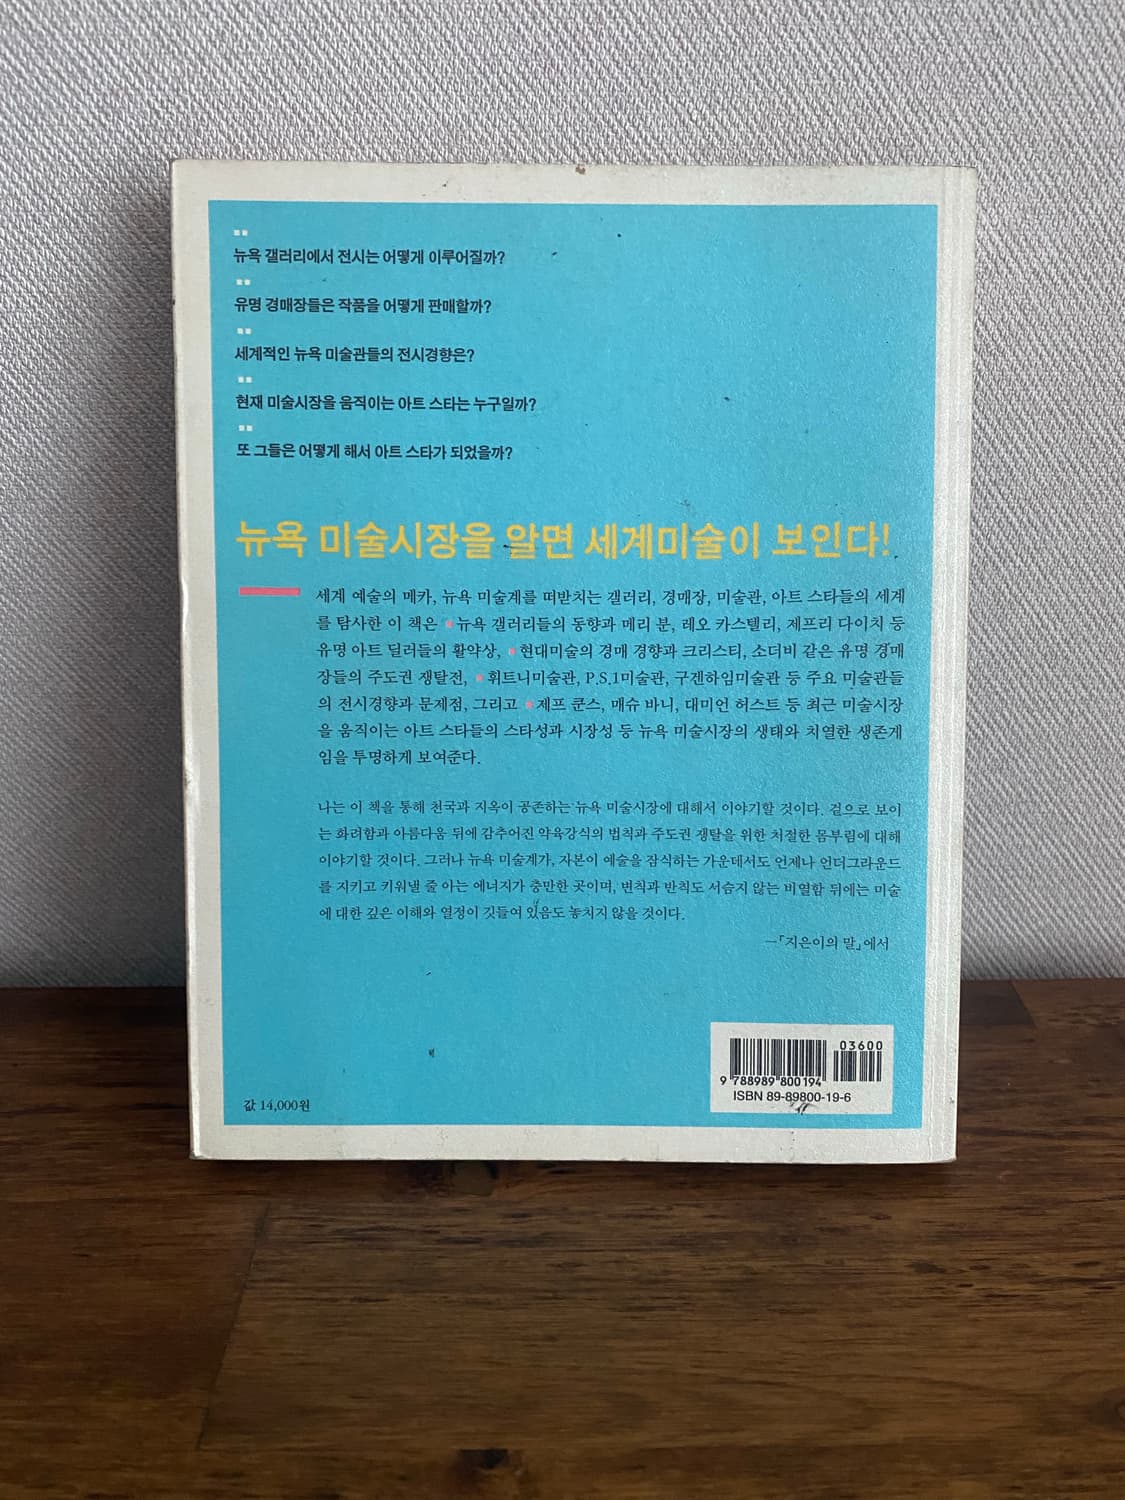 뉴욕 갤러리에서 전시는 어떻게 이루어질까?
유명 경매장들은 작품을 어떻게 판매할까?
세계적인 뉴욕 미술관들의 전시경향은?
현재 미술시장을 움직이는 아트 스타는 누구일까?
또 그들은 어떻게 해서 아트 스타가 되었을까?
뉴욕 미술시장을 알면 세계미술이 보인다!
세계 예술의 메카, 뉴욕 미술계를 떠받치는 갤러리, 경매장, 미술관, 아트 스타들의 세계
를 탐사한 이 책은 ■뉴욕 갤러리들의 동향과 메리 분, 레오 카스텔리, 제프리 다이치 등
유명 아트 딜러들의 활약상, ■현대미술의 경매 경향과 크리스티, 소더비 같은 유명 경매
장들의 주도권 쟁탈전, ■휘트니미술관, P.S.1미술관, 구겐하임미술관 등 주요 미술관들
의 전시경향과 문제점, 그리고 ■제프 쿤스, 매슈 바니, 대미언 허스트 등 최근 미술시장
을 움직이는 아트 스타들의 스타성과 시장성 등 뉴욕 미술시장의 생태와 치열한 생존게
임을 투명하게 보여준다.
나는 이 책을 통해 천국과 지옥이 공존하는 뉴욕 미술시장에 대해서 이야기할 것이다. 겉으로 보이
는 화려함과 아름다움 뒤에 감추어진 약육강식의 법칙과 주도권 쟁탈을 위한 처절한 몸부림에 대해
이야기할 것이다. 그러나 뉴욕 미술계가, 자본이 예술을 잠식하는 가운데서도 언제나 언더그라운드
를 지키고 키워낼 줄 아는 에너지가 충만한 곳이며, 변칙과 반칙도 서슴지 않는 비열함 뒤에는 미술
에 대한 깊은 이해와 열정이 깃들어 있음도 놓치지 않을 것이다.
—「지은이의 말」에서
03600
9 788989 800194
ISBN 89-89800-19-6
값 14,000원